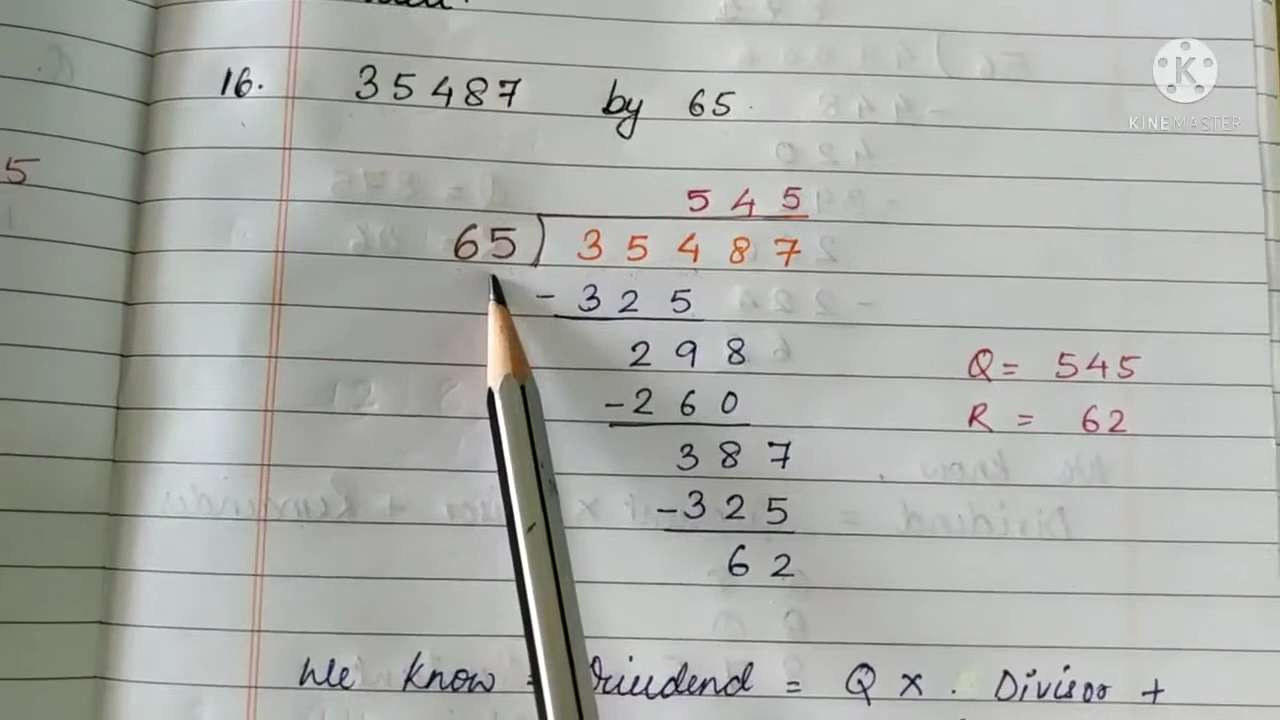 16. 35487 by 65.
5
545
65) 35487
- 325
298
- 260
387
- 325
62
Q = 545
R = 62
We know : Dividend = Q × . Divisor +
KINEMASTER